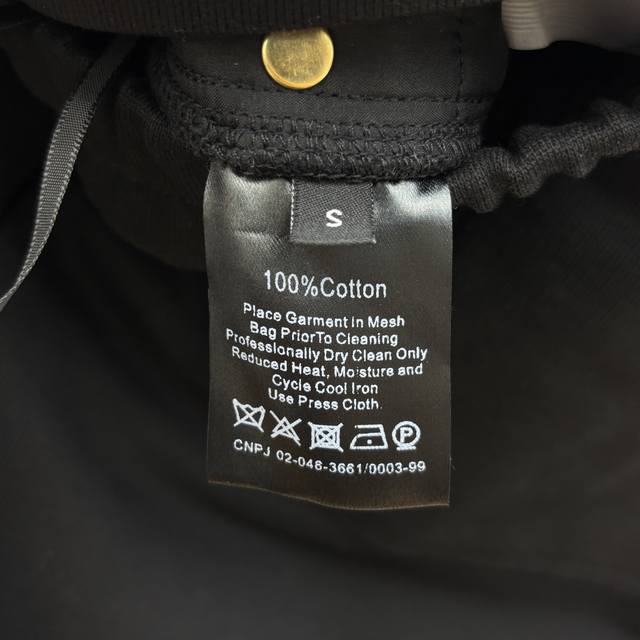 S
100%Cotton
Place Garment in Mesh
Bag PriorTo Cleaning
Professionally Dry Clean Only
Reduced Heat, Moisture and
Cycle Cool Iron
Use Press Cloth.
P
CNPJ 02-046-3661/0003-99